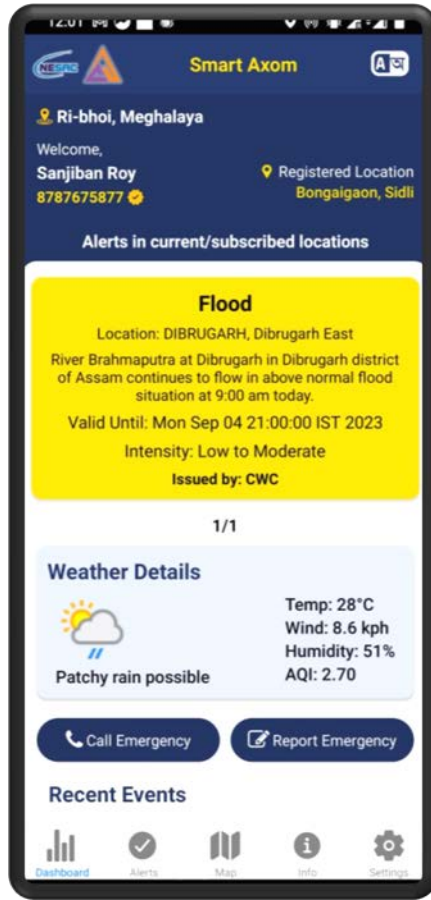 12:01
NESAC
Smart Axom
A অ
Ri-bhoi, Meghalaya
Welcome,
Sanjiban Roy
Registered Location
8787675877
Bongaigaon, Sidli
Alerts in current/subscribed locations
Flood
Location: DIBRUGARH, Dibrugarh East
River Brahmaputra at Dibrugarh in Dibrugarh district
of Assam continues to flow in above normal flood
situation at 9:00 am today.
Valid Until: Mon Sep 04 21:00:00 IST 2023
Intensity: Low to Moderate
Issued by: CWC
1/1
Weather Details
Temp: 28°C
Wind: 8.6 kph
Humidity: 51%
AQI: 2.70
Patchy rain possible
Call Emergency
Report Emergency
Recent Events
Dashboard
Alerts
Map
Info
Settings